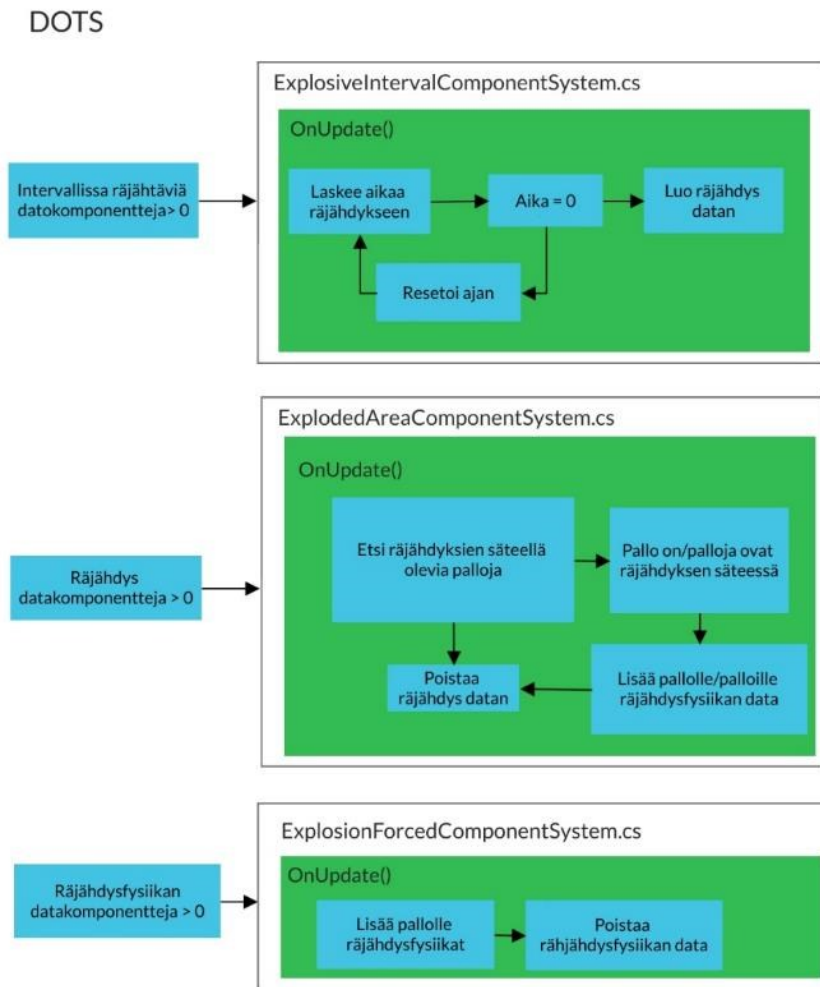 DOTS
ExplosiveIntervalComponentSystem.cs
OnUpdate()
Intervallissa räjähtäviä
datokomponentteja> 0
Laskee aikaa
räjähdykseen
Aika = 0
Luo räjähdys
datan
Resetoi ajan
ExplodedAreaComponentSystem.cs
OnUpdate()
Räjähdys
datakomponentteja > 0
Etsi räjähdyksien säteellä
olevia palloja
Pallo on/palloja ovat
räjähdyksen säteessä
Poistaa
räjähdys datan
Lisää pallolle/palloille
räjähdysfysiikan data
ExplosionForcedComponentSystem.cs
OnUpdate()
Räjähdysfysiikan
datakomponentteja > 0
Lisää pallolle
räjähdysfysiikat
Poistaa
rähjähdysfysiikan data